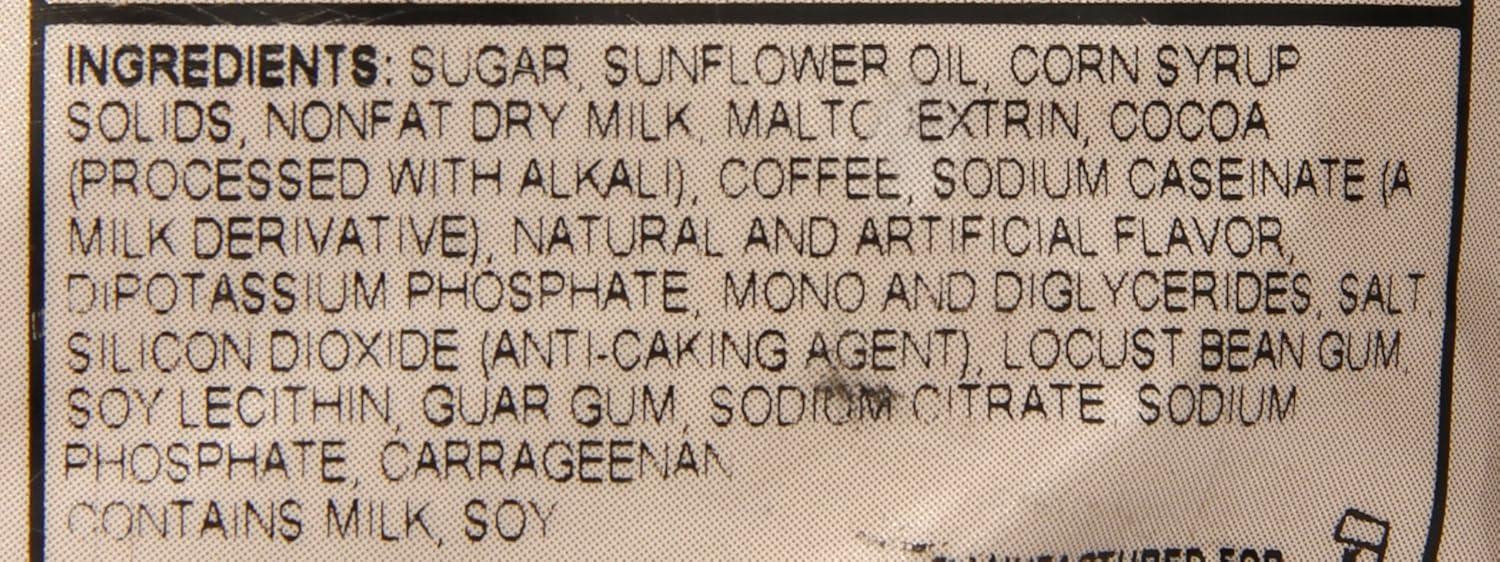 INGREDIENTS: SUGAR, SUNFLOWER OIL, CORN SYRUP
SOLIDS, NONFAT DRY MILK, MALTODEXTRIN, COCOA
(PROCESSED WITH ALKALI), COFFEE, SODIUM CASEINATE (A
MILK DERIVATIVE), NATURAL AND ARTIFICIAL FLAVOR,
DIPOTASSIUM PHOSPHATE, MONO AND DIGLYCERIDES, SALT,
SILICON DIOXIDE (ANTI-CAKING AGENT), LOCUST BEAN GUM,
SOY LECITHIN, GUAR GUM, SODIUM CITRATE, SODIUM
PHOSPHATE, CARRAGEENAN
CONTAINS MILK, SOY
MANUFACTURED FOR